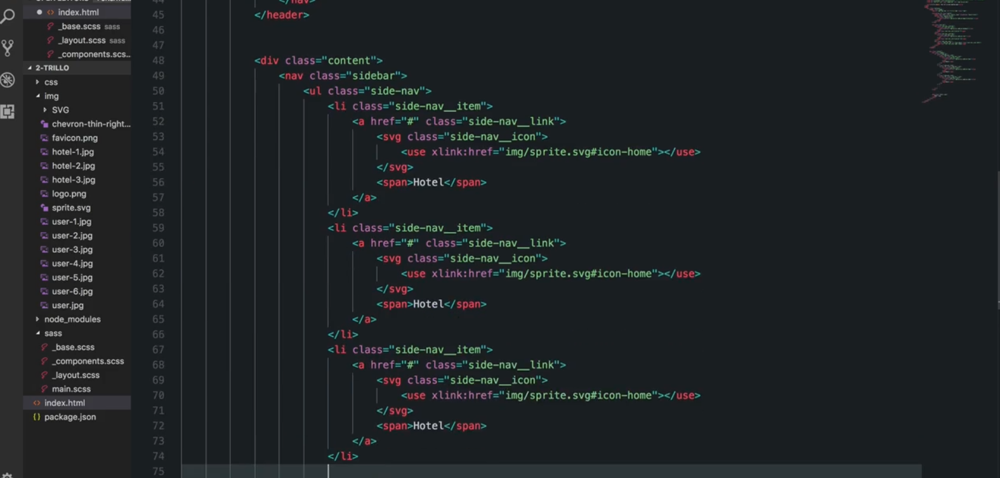 index.html
_base.scss sass
_layout.scss sass
_components.scs...
2-TRILLO
css
img
SVG
chevron-thin-right...
favicon.png
hotel-1.jpg
hotel-2.jpg
hotel-3.jpg
logo.png
sprite.svg
user-1.jpg
user-2.jpg
user-3.jpg
user-4.jpg
user-5.jpg
user-6.jpg
user.jpg
node_modules
sass
_base.scss
_components.scss
_layout.scss
main.scss
index.html
{} package.json
44 </nav>
45 </header>
46
47
48 <div class="content">
49 <nav class="sidebar">
50 <ul class="side-nav">
51 <li class="side-nav__item">
52 <a href="#" class="side-nav__link">
53 <svg class="side-nav__icon">
54 <use xlink:href="img/sprite.svg#icon-home"></use>
55 </svg>
56 <span>Hotel</span>
57 </a>
58 </li>
59 <li class="side-nav__item">
60 <a href="#" class="side-nav__link">
61 <svg class="side-nav__icon">
62 <use xlink:href="img/sprite.svg#icon-home"></use>
63 </svg>
64 <span>Hotel</span>
65 </a>
66 </li>
67 <li class="side-nav__item">
68 <a href="#" class="side-nav__link">
69 <svg class="side-nav__icon">
70 <use xlink:href="img/sprite.svg#icon-home"></use>
71 </svg>
72 <span>Hotel</span>
73 </a>
74 </li>
75